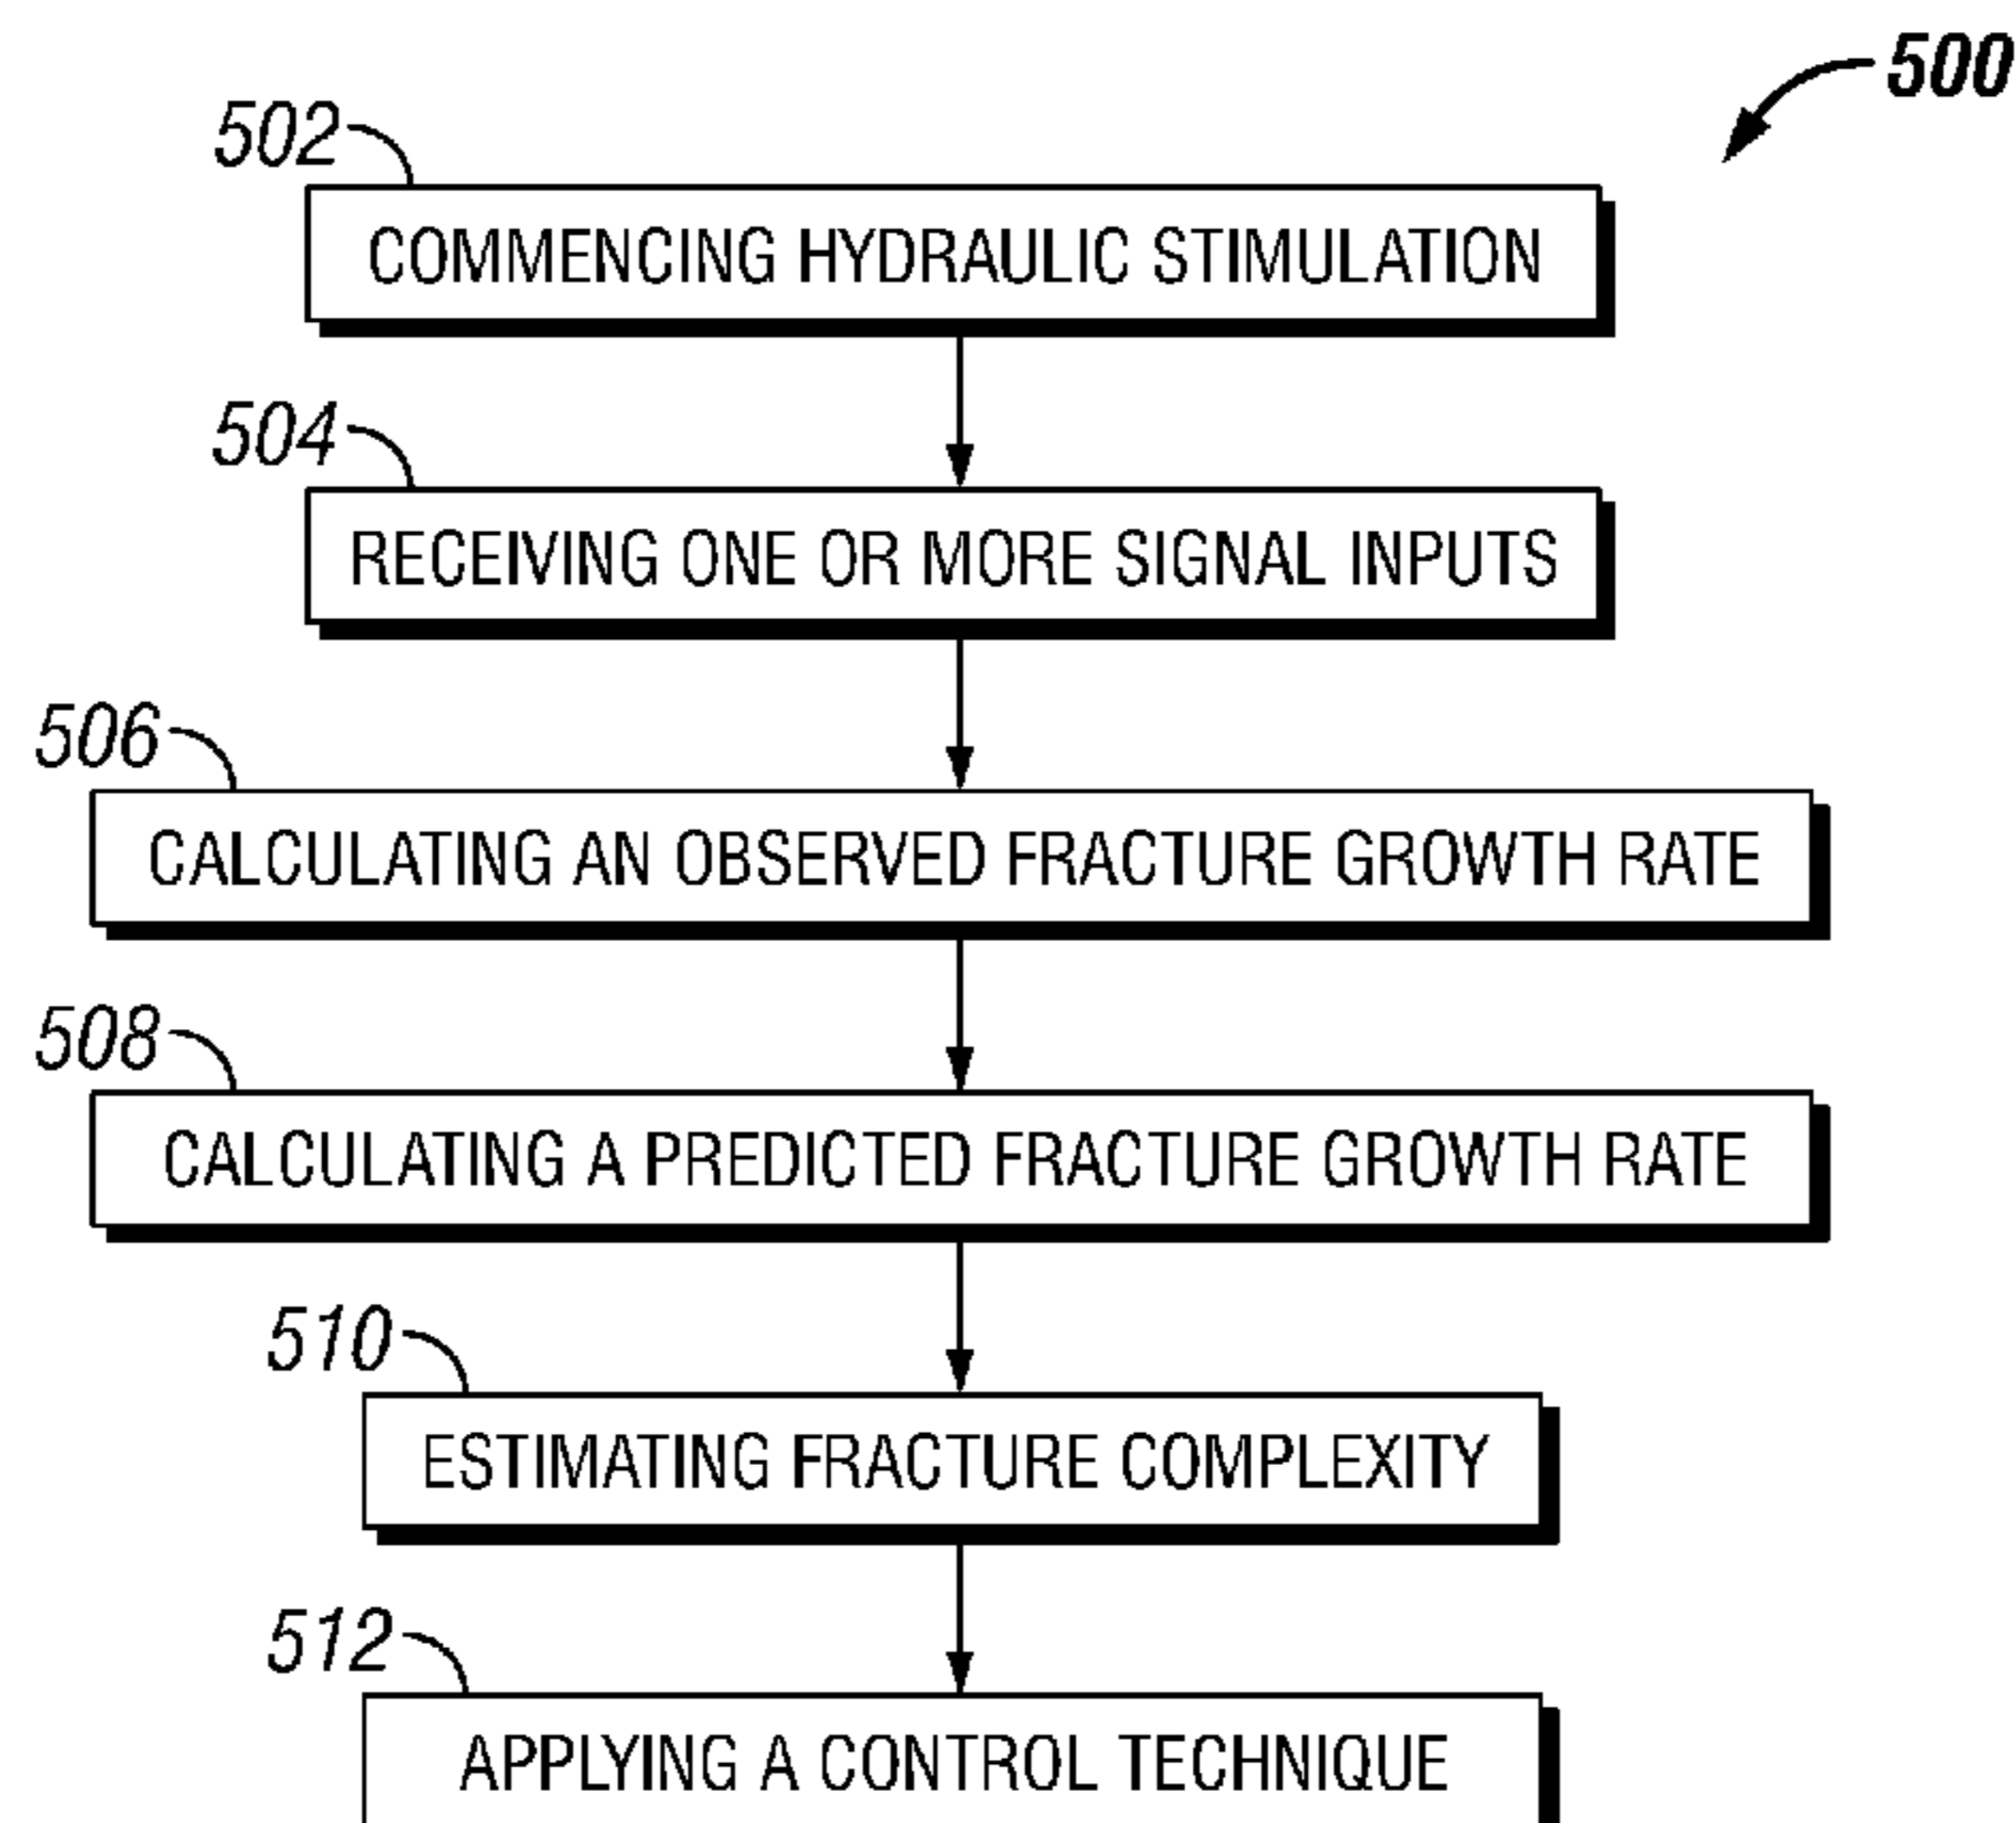 500
502
COMMENCING HYDRAULIC STIMULATION
504
RECEIVING ONE OR MORE SIGNAL INPUTS
506
CALCULATING AN OBSERVED FRACTURE GROWTH RATE
508
CALCULATING A PREDICTED FRACTURE GROWTH RATE
510
ESTIMATING FRACTURE COMPLEXITY
512
APPLYING A CONTROL TECHNIQUE